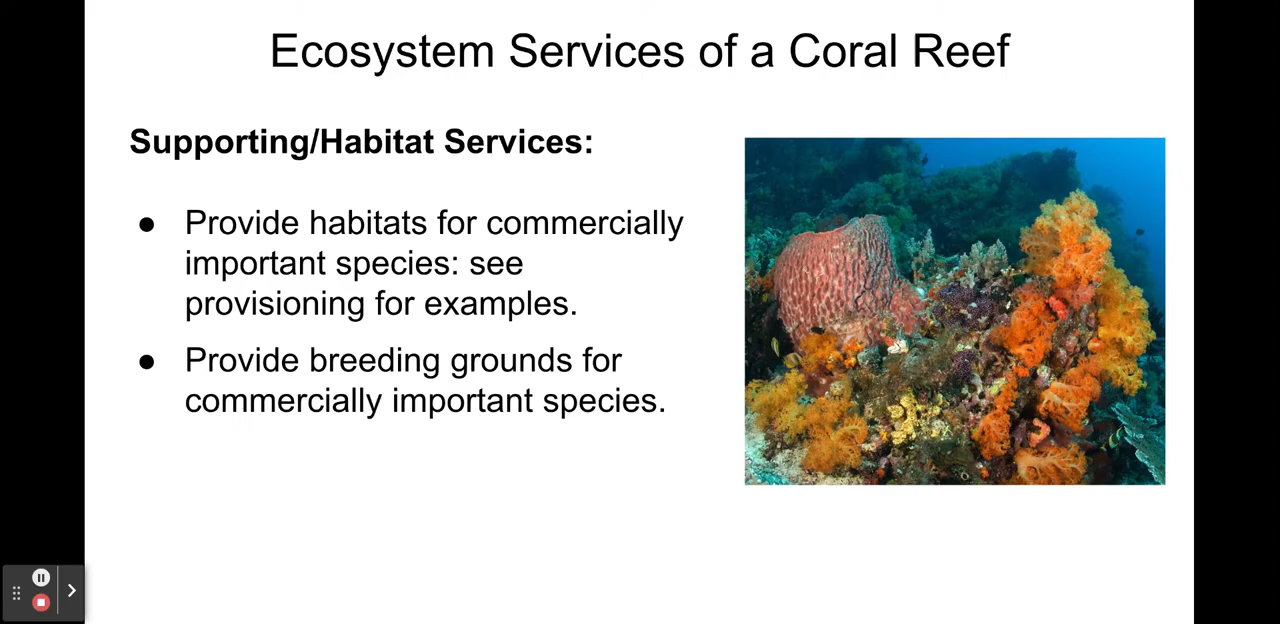 Ecosystem Services of a Coral Reef
Supporting/Habitat Services:
● Provide habitats for commercially
important species: see
provisioning for examples.
● Provide breeding grounds for
commercially important species.